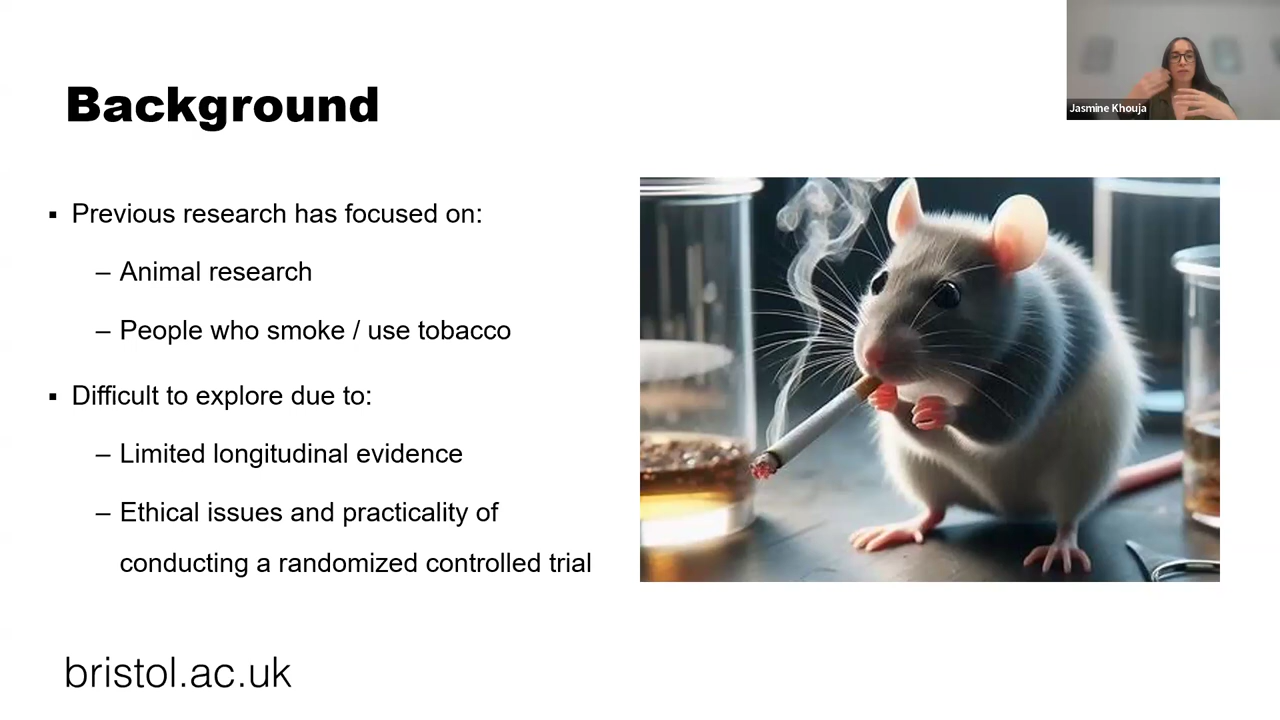 Background
Jasmine Khouja
▪ Previous research has focused on:
– Animal research
– People who smoke / use tobacco
▪ Difficult to explore due to:
– Limited longitudinal evidence
– Ethical issues and practicality of
conducting a randomized controlled trial
bristol.ac.uk